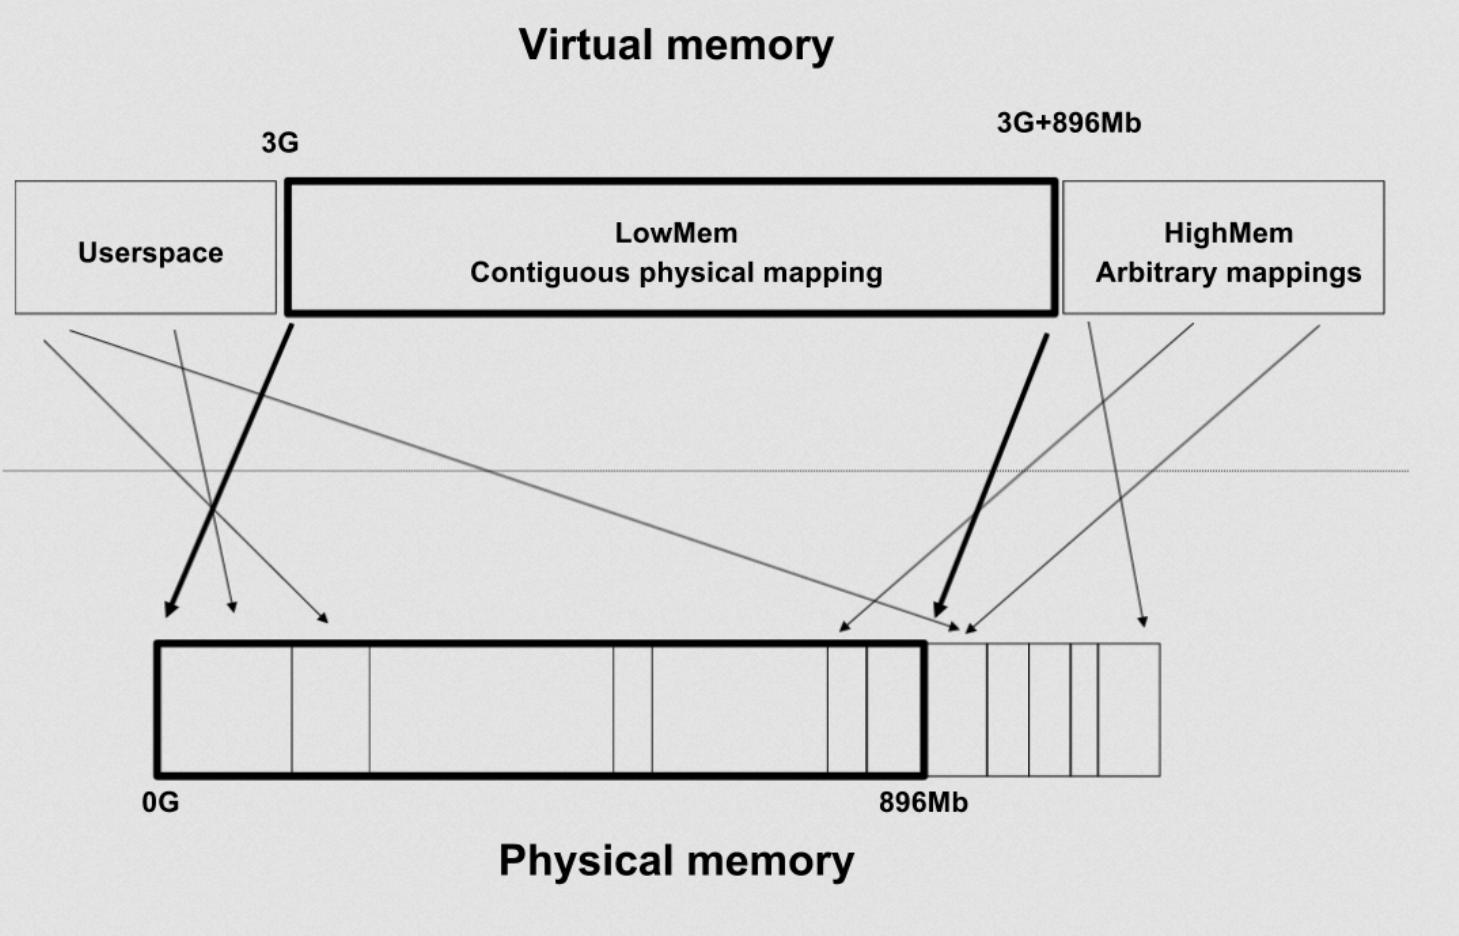 Virtual memory
3G
3G+896Mb
Userspace
LowMem
Contiguous physical mapping
HighMem
Arbitrary mappings
0G
896Mb
Physical memory